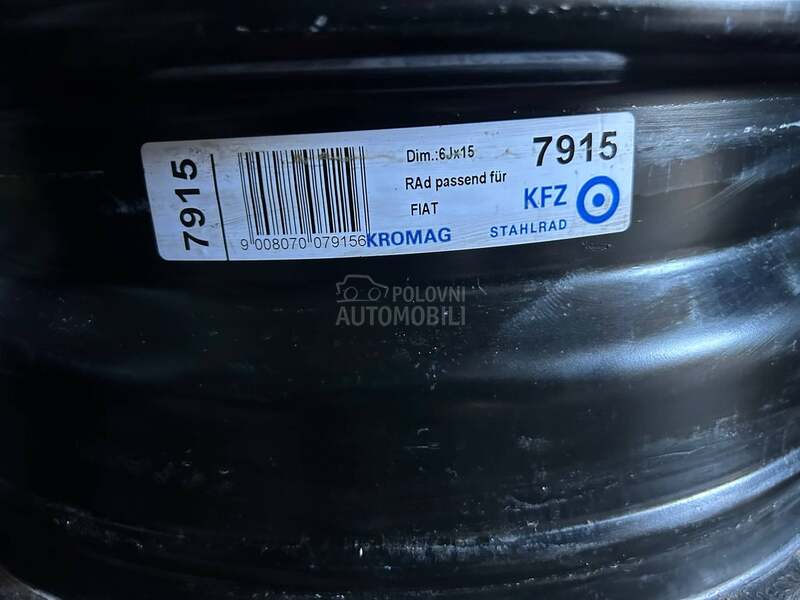 7915
9 008070 079156
Dim.:6Jx15
RAd passend für
FIAT
KROMAG
7915
KFZ
STAHLRAD
POLOVNI
AUTOMOBILI